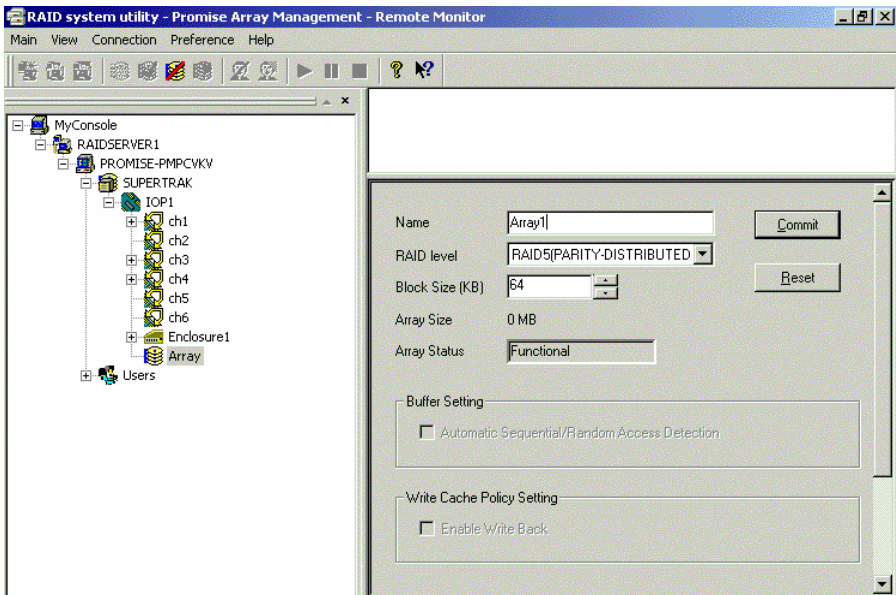 RAID system utility - Promise Array Management - Remote Monitor
Main View Connection Preference Help
MyConsole
RAIDSERVER1
PROMISE-PMPCVKV
SUPERTRAK
IOP1
ch1
ch2
ch3
ch4
ch5
ch6
Enclosure1
Array
Users
Name Array1 Commit
RAID level RAID5(PARITY-DISTRIBUTED Reset
Block Size (KB) 64
Array Size 0 MB
Array Status Functional
Buffer Setting
Automatic Sequential/Random Access Detection
Write Cache Policy Setting
Enable Write Back